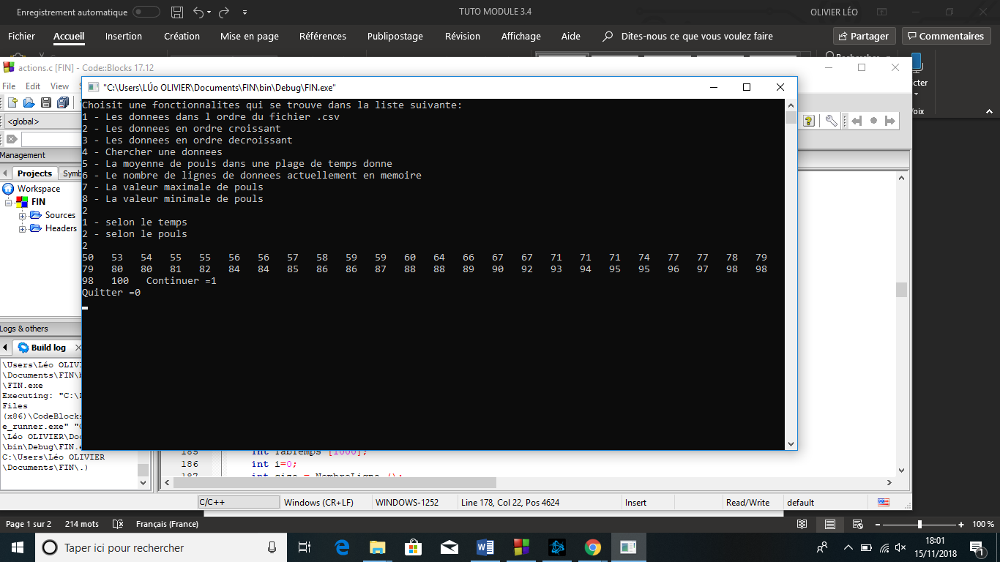 Enregistrement automatique
TUTO MODULE 3.4
OLIVIER LÉO
Fichier Accueil Insertion Création Mise en page Références Publipostage Révision Affichage Aide Dites-nous ce que vous voulez faire Partager Commentaires
actions.c [FIN] - Code::Blocks 17.12
File Edit View
<global>
Management
Projects
Workspace
FIN
Sources
Headers
"C:\Users\LÚo OLIVIER\Documents\FIN\bin\Debug\FIN.exe"
Choisit une fonctionnalites qui se trouve dans la liste suivante:
1 - Les donnees dans l ordre du fichier .csv
2 - Les donnees en ordre croissant
3 - Les donnees en ordre decroissant
4 - Chercher une donnees
5 - La moyenne de pouls dans une plage de temps donne
6 - Le nombre de lignes de donnees actuellement en memoire
7 - La valeur maximale de pouls
8 - La valeur minimale de pouls
2
1 - selon le temps
2 - selon le pouls
2
50 53 54 55 55 56 56 57 58 59 59 60 64 66 67 67 71 71 71 74 77 77 78 79
79 80 80 81 82 84 84 85 86 86 87 88 88 89 90 92 93 94 95 95 96 97 98 98
98 100 Continuer =1
Quitter =0
Logs & others
Build log
\Users\Léo OLIVI
\Documents\FIN\
\FIN.exe
Executing: "C:\
Files
(x86)\CodeBlocks
e_runner.exe" "
\Léo OLIVIER\Do
\bin\Debug\FIN.e
C:\Users\Léo OLIVIER
\Documents\FIN\.)
185 int TabTemps [1000];
186 int i=0;
187 int size = NombreLigne ();
C/C++ Windows (CR+LF) WINDOWS-1252 Line 178, Col 22, Pos 4624 Insert Read/Write default
Page 1 sur 2 214 mots Français (France) 100 %
Taper ici pour rechercher
18:01
15/11/2018
1